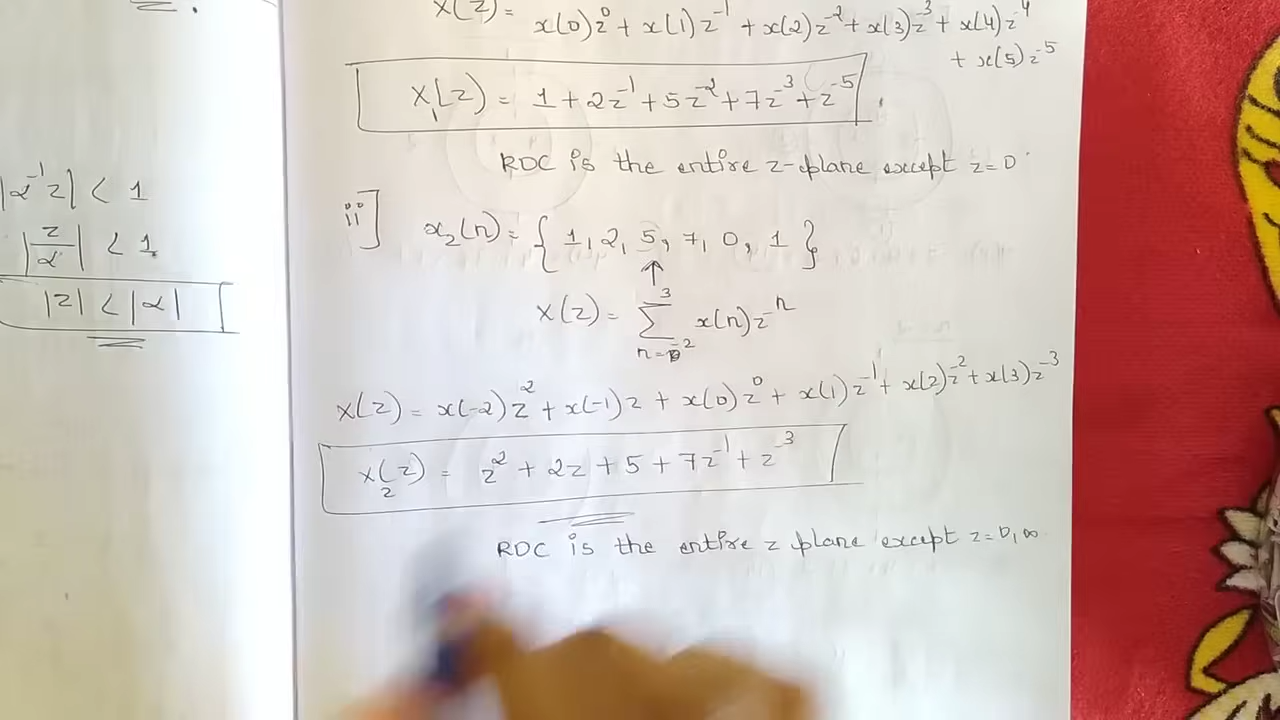 X(z) = x(0)z⁰ + x(1)z⁻¹ + x(2)z⁻² + x(3)z⁻³ + x(4)z⁻⁴
+ x(5)z⁻⁵
X₁(z) = 1 + 2z⁻¹ + 5z⁻² + 7z⁻³ + z⁻⁵
ROC is the entire z-plane except z=0.
ii] x₂(n) = { 1, 2, 5, 7, 0, 1 }
↑
X(z) = ∑ₙ₌₋₂³ x(n)z⁻ⁿ
X(z) = x(-2)z² + x(-1)z + x(0)z⁰ + x(1)z⁻¹ + x(2)z⁻² + x(3)z⁻³
X₂(z) = z² + 2z + 5 + 7z⁻¹ + z⁻³
ROC is the entire z plane except z=0,∞
|α⁻¹z| < 1
|z/α| < 1
|z| < |α|